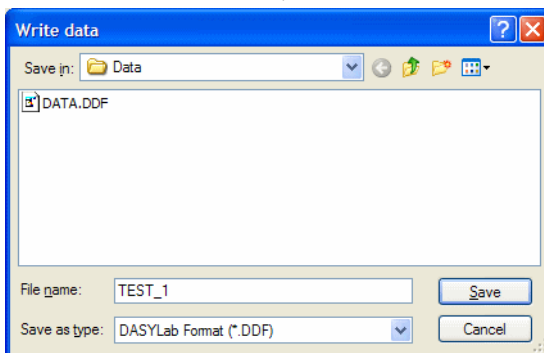 Write data
Save in: Data
DATA.DDF
File name: TEST_1 Save
Save as type: DASYLab Format (*.DDF) Cancel